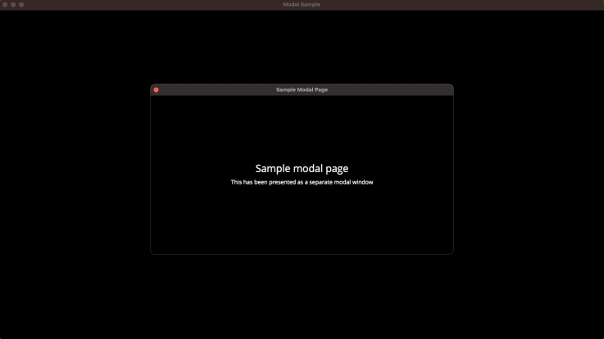 Modal Sample
Sample Modal Page
Sample modal page
This has been presented as a separate modal window